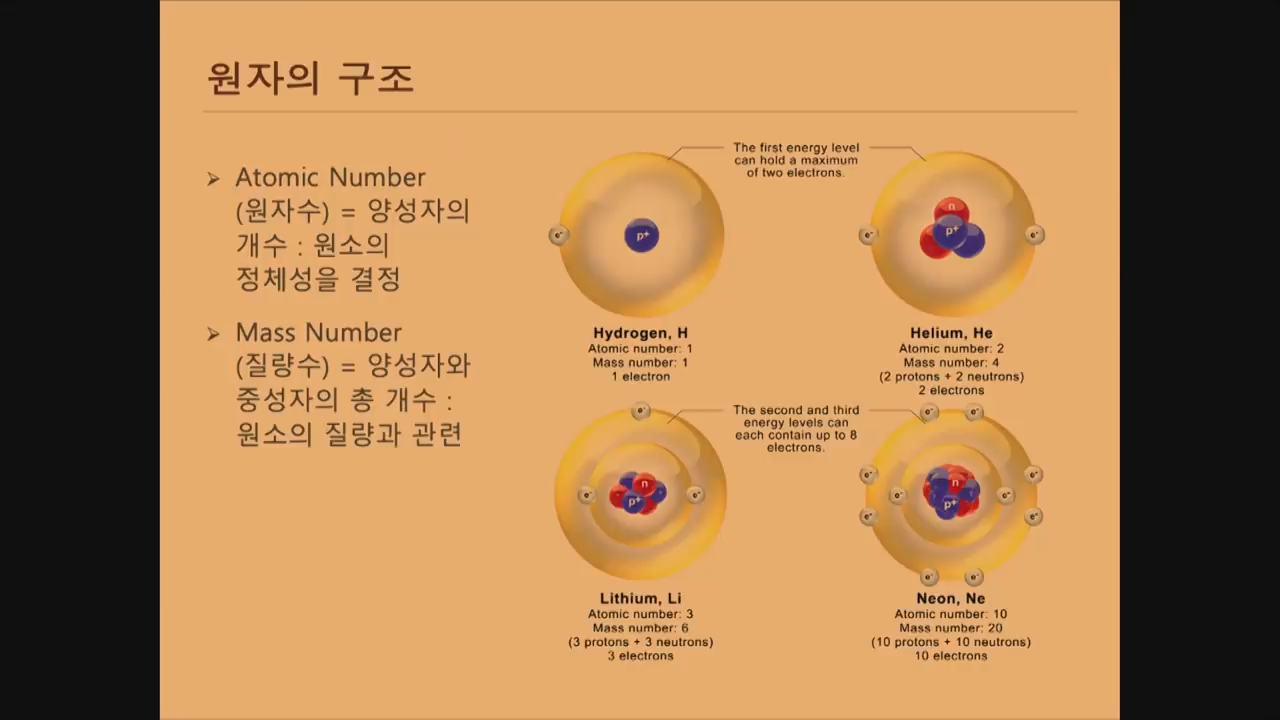 원자의 구조
➢ Atomic Number
(원자수) = 양성자의
개수 : 원소의
정체성을 결정
➢ Mass Number
(질량수) = 양성자와
중성자의 총 개수 :
원소의 질량과 관련
The first energy level
can hold a maximum
of two electrons.
e⁻
p⁺
Hydrogen, H
Atomic number: 1
Mass number: 1
1 electron
e⁻
n
p⁺
e⁻
Helium, He
Atomic number: 2
Mass number: 4
(2 protons + 2 neutrons)
2 electrons
The second and third
energy levels can
each contain up to 8
electrons.
e⁻
e⁻
n
p⁺
e⁻
Lithium, Li
Atomic number: 3
Mass number: 6
(3 protons + 3 neutrons)
3 electrons
e⁻ e⁻
e⁻ e⁻
e⁻ n e⁻
p⁺
e⁻ e⁻
e⁻ e⁻
Neon, Ne
Atomic number: 10
Mass number: 20
(10 protons + 10 neutrons)
10 electrons